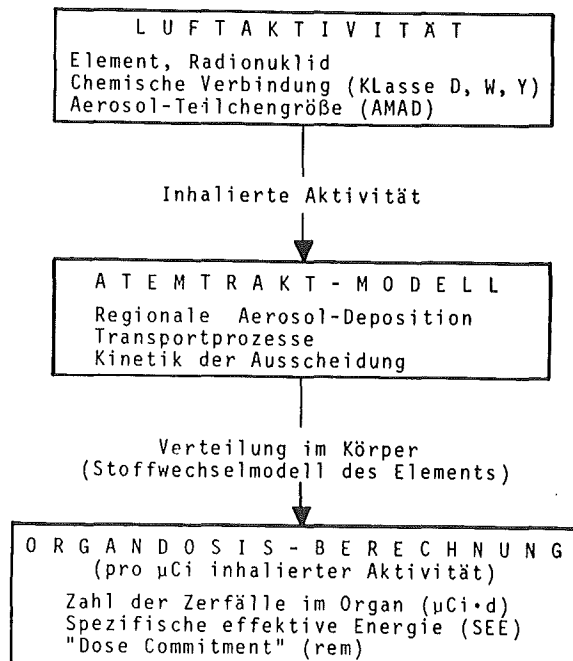 L U F T A K T I V I T Ä T
Element, Radionuklid
Chemische Verbindung (KLasse D, W, Y)
Aerosol-Teilchengröße (AMAD)
Inhalierte Aktivität
A T E M T R A K T - M O D E L L
Regionale Aerosol-Deposition
Transportprozesse
Kinetik der Ausscheidung
Verteilung im Körper
(Stoffwechselmodell des Elements)
O R G A N D O S I S - B E R E C H N U N G
(pro µCi inhalierter Aktivität)
Zahl der Zerfälle im Organ (µCi•d)
Spezifische effektive Energie (SEE)
"Dose Commitment" (rem)